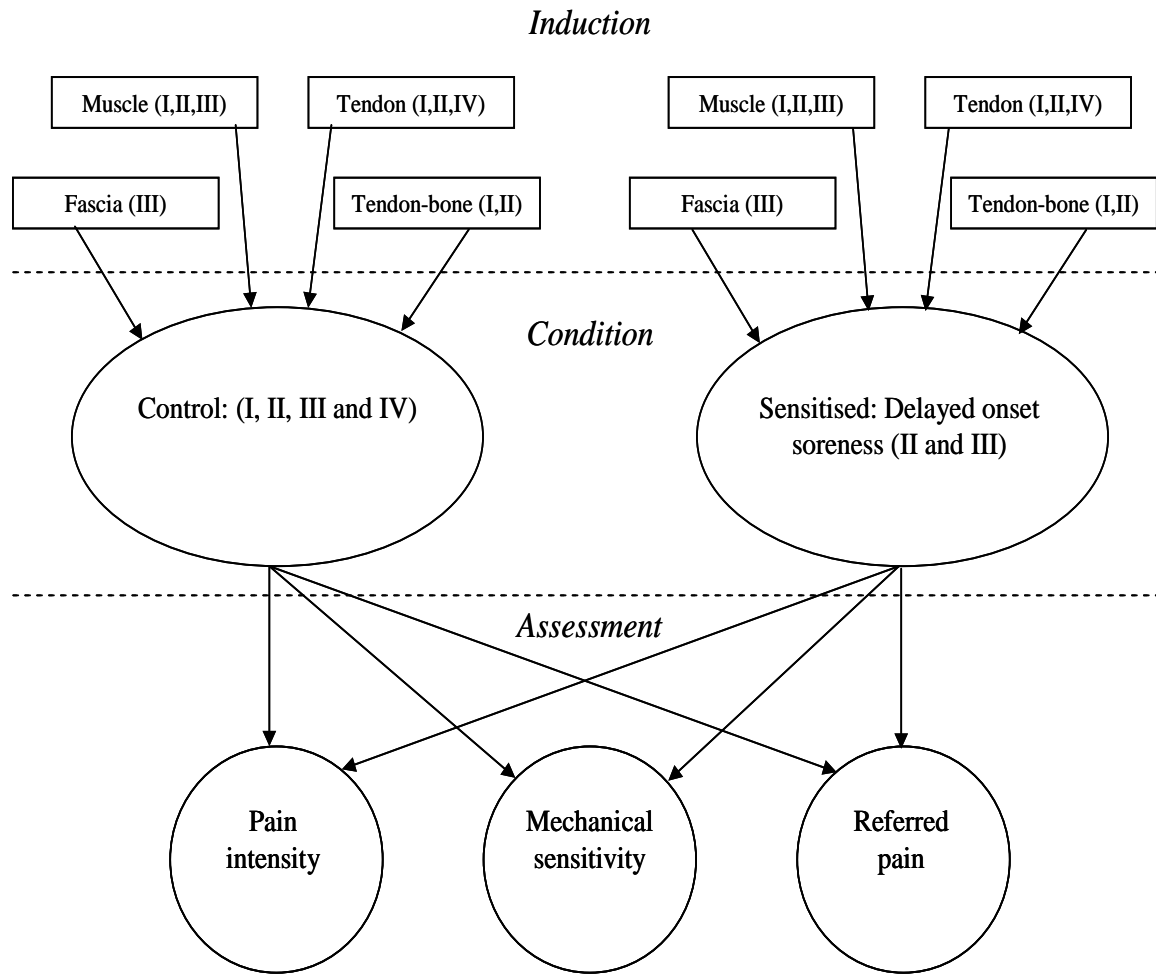 Induction
Muscle (I,II,III)
Tendon (I,II,IV)
Muscle (I,II,III)
Tendon (I,II,IV)
Fascia (III)
Tendon-bone (I,II)
Fascia (III)
Tendon-bone (I,II)
Condition
Control: (I, II, III and IV)
Sensitised: Delayed onset
soreness (II and III)
Assessment
Pain
intensity
Mechanical
sensitivity
Referred
pain